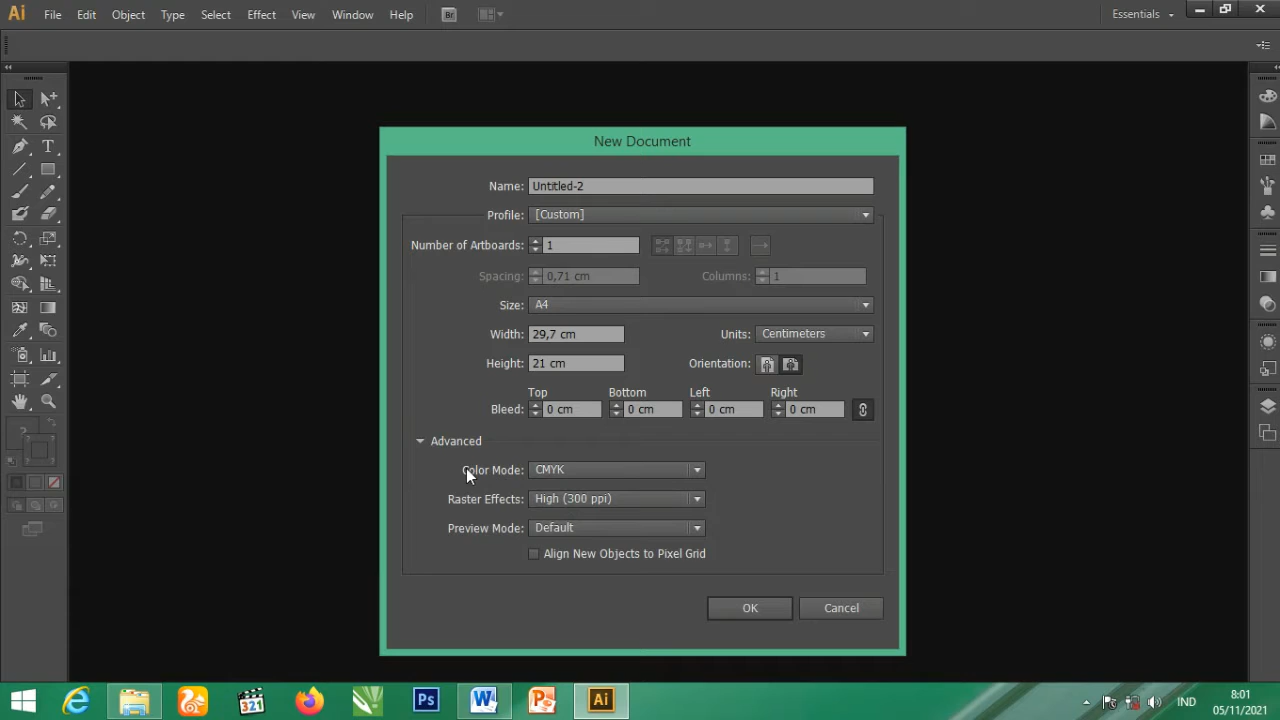 Ai File Edit Object Type Select Effect View Window Help Br Essentials
New Document
Name: Untitled-2
Profile: [Custom]
Number of Artboards: 1
Spacing: 0,71 cm Columns: 1
Size: A4
Width: 29,7 cm Units: Centimeters
Height: 21 cm Orientation:
Top Bottom Left Right
Bleed: 0 cm 0 cm 0 cm 0 cm
Advanced
Color Mode: CMYK
Raster Effects: High (300 ppi)
Preview Mode: Default
Align New Objects to Pixel Grid
OK Cancel
321 Ps W P Ai IND 8:01
05/11/2021